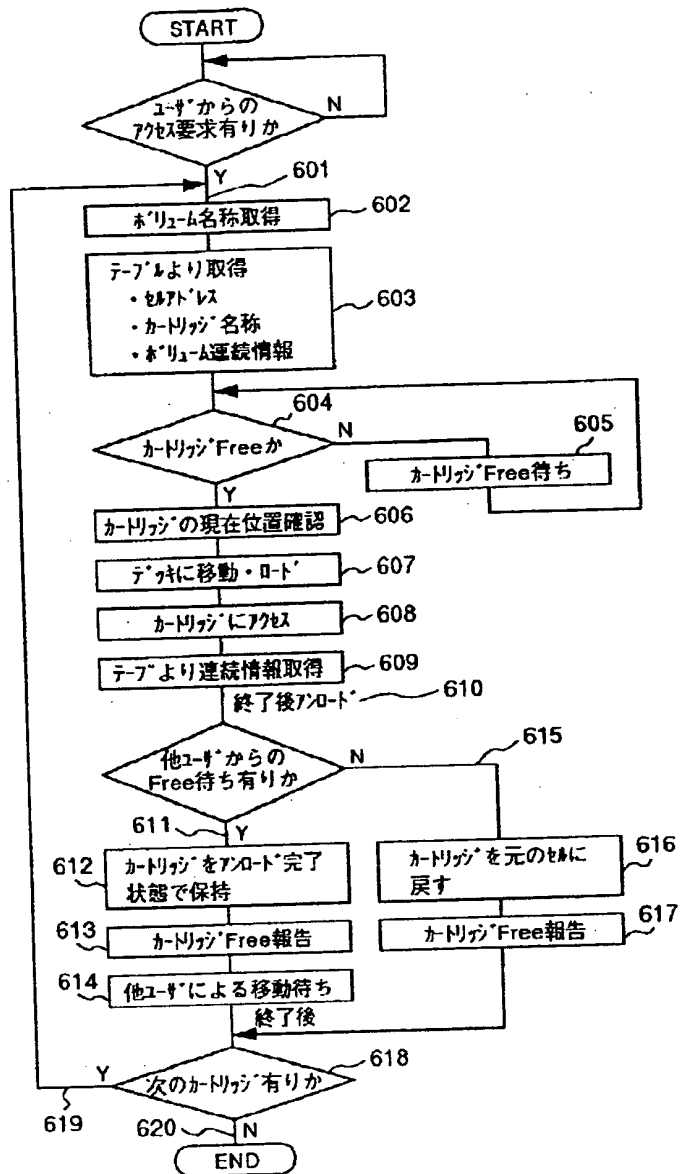 START
ユーザからの
アクセス要求有りか
N
Y
601
ボリューム名称取得
602
テーブルより取得
・セルアドレス
・カートリッジ名称
・ボリューム連続情報
603
604
カートリッジFreeか
N
605
カートリッジFree待ち
Y
カートリッジの現在位置確認
606
デッキに移動・ロード
607
カートリッジにアクセス
608
テーブより連続情報取得
609
終了後アンロード
610
他ユーザからの
Free待ち有りか
N
615
611
Y
612
カートリッジをアンロード完了
状態で保持
カートリッジを元のセルに
戻す
616
613
カートリッジFree報告
カートリッジFree報告
617
614
他ユーザによる移動待ち
終了後
Y
次のカートリッジ有りか
618
619
620
N
END